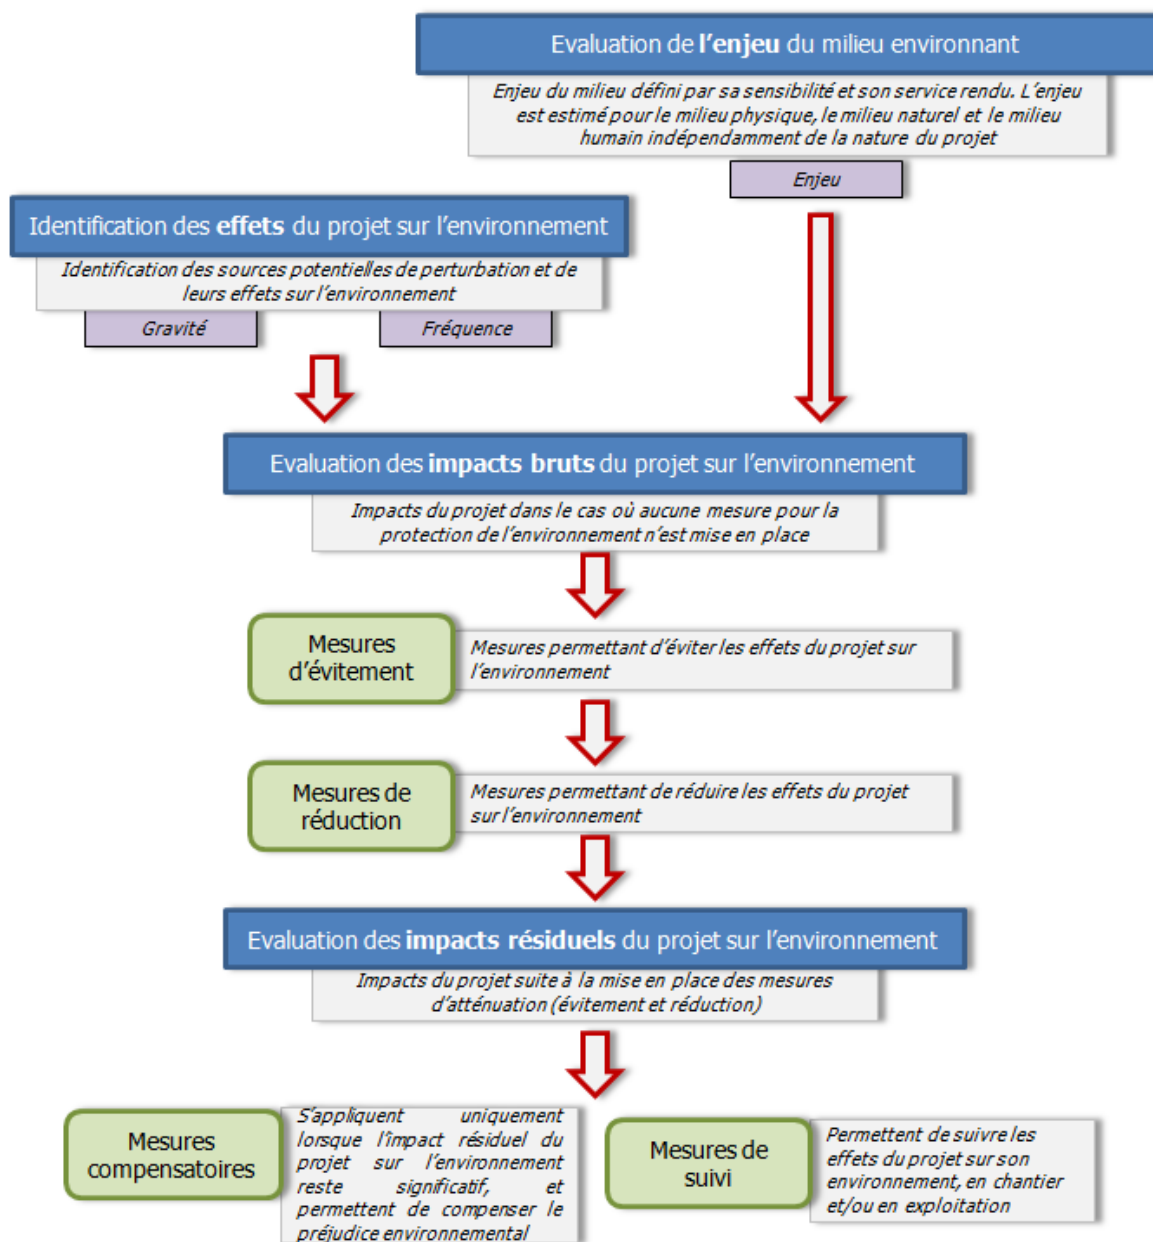 Evaluation de l'enjeu du milieu environnant
Enjeu du milieu défini par sa sensibilité et son service rendu. L'enjeu
est estimé pour le milieu physique, le milieu naturel et le milieu
humain indépendamment de la nature du projet
Enjeu
Identification des effets du projet sur l'environnement
Identification des sources potentielles de perturbation et de
leurs effets sur l'environnement
Gravité
Fréquence
Evaluation des impacts bruts du projet sur l'environnement
Impacts du projet dans le cas où aucune mesure pour la
protection de l'environnement n'est mise en place
Mesures
d'évitement
Mesures permettant d'éviter les effets du projet sur
l'environnement
Mesures de
réduction
Mesures permettant de réduire les effets du projet
sur l'environnement
Evaluation des impacts résiduels du projet sur l'environnement
Impacts du projet suite à la mise en place des mesures
d'atténuation (évitement et réduction)
Mesures
compensatoires
S'appliquent uniquement
lorsque l'impact résiduel du
projet sur l'environnement
reste significatif, et
permettent de compenser le
préjudice environnemental
Mesures de
suivi
Permettent de suivre les
effets du projet sur son
environnement, en chantier
et/ou en exploitation